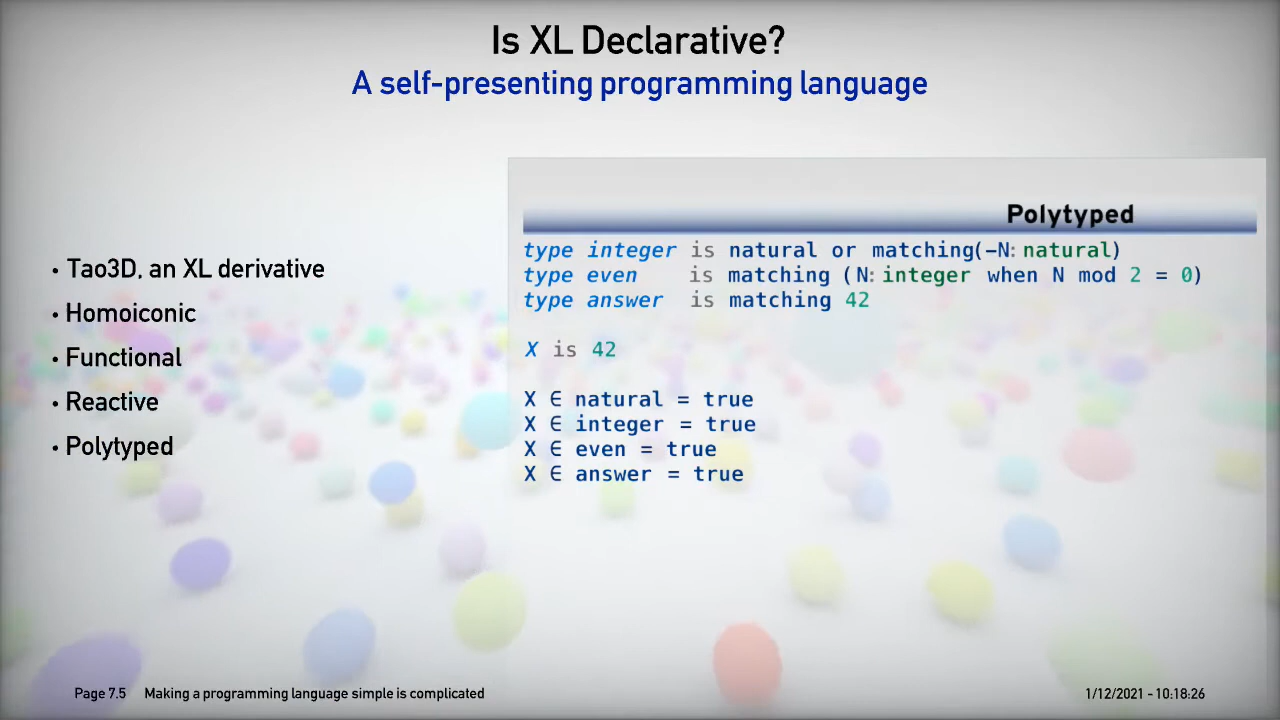 Is XL Declarative?
A self-presenting programming language
• Tao3D, an XL derivative
• Homoiconic
• Functional
• Reactive
• Polytyped
Polytyped
type integer is natural or matching(-N: natural)
type even is matching (N: integer when N mod 2 = 0)
type answer is matching 42
X is 42
X ∈ natural = true
X ∈ integer = true
X ∈ even = true
X ∈ answer = true
Page 7.5 Making a programming language simple is complicated
1/12/2021 - 10:18:26